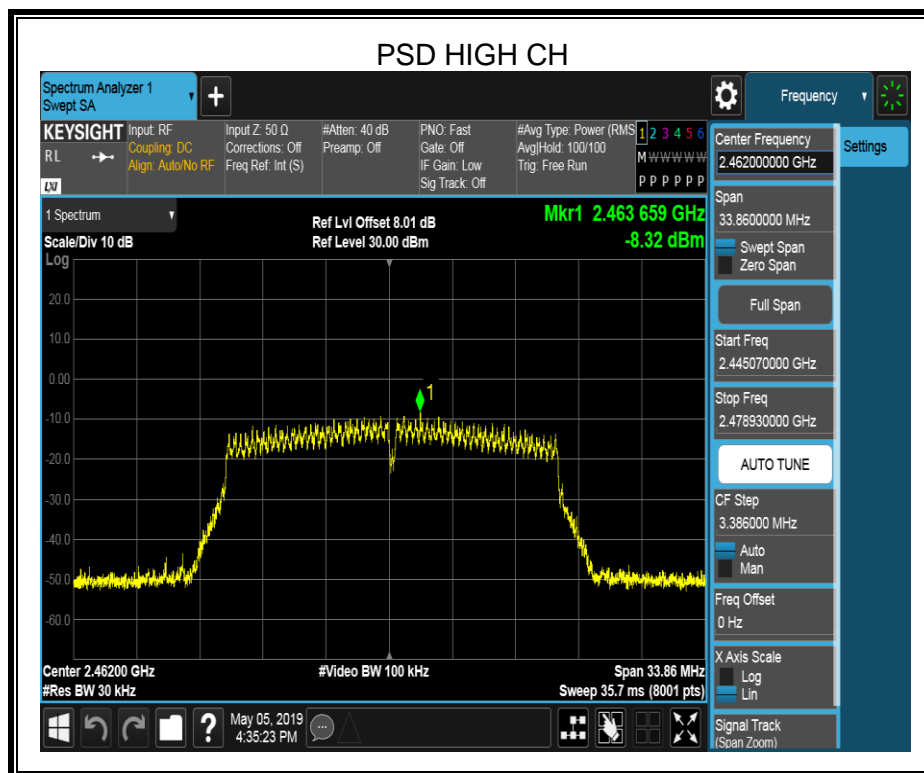 PSD HIGH CH
Spectrum Analyzer 1
Swept SA
Frequency
KEYSIGHT
RL
LXI
Input: RF
Coupling: DC
Align: Auto/No RF
Input Z: 50 Ω
Corrections: Off
Freq Ref: Int (S)
#Atten: 40 dB
Preamp: Off
PNO: Fast
Gate: Off
IF Gain: Low
Sig Track: Off
#Avg Type: Power (RMS
Avg|Hold: 100/100
Trig: Free Run
1 2 3 4 5 6
M W W W W W
P P P P P P
1 Spectrum
Scale/Div 10 dB
Log
Ref Lvl Offset 8.01 dB
Ref Level 30.00 dBm
Mkr1 2.463 659 GHz
-8.32 dBm
20.0
10.0
0.00
-10.0
-20.0
-30.0
-40.0
-50.0
-60.0
1
Center 2.46200 GHz
#Res BW 30 kHz
#Video BW 100 kHz
Span 33.86 MHz
Sweep 35.7 ms (8001 pts)
?
May 05, 2019
4:35:23 PM
Settings
Center Frequency
2.462000000 GHz
Span
33.8600000 MHz
Swept Span
Zero Span
Full Span
Start Freq
2.445070000 GHz
Stop Freq
2.478930000 GHz
AUTO TUNE
CF Step
3.386000 MHz
Auto
Man
Freq Offset
0 Hz
X Axis Scale
Log
Lin
Signal Track
(Span Zoom)